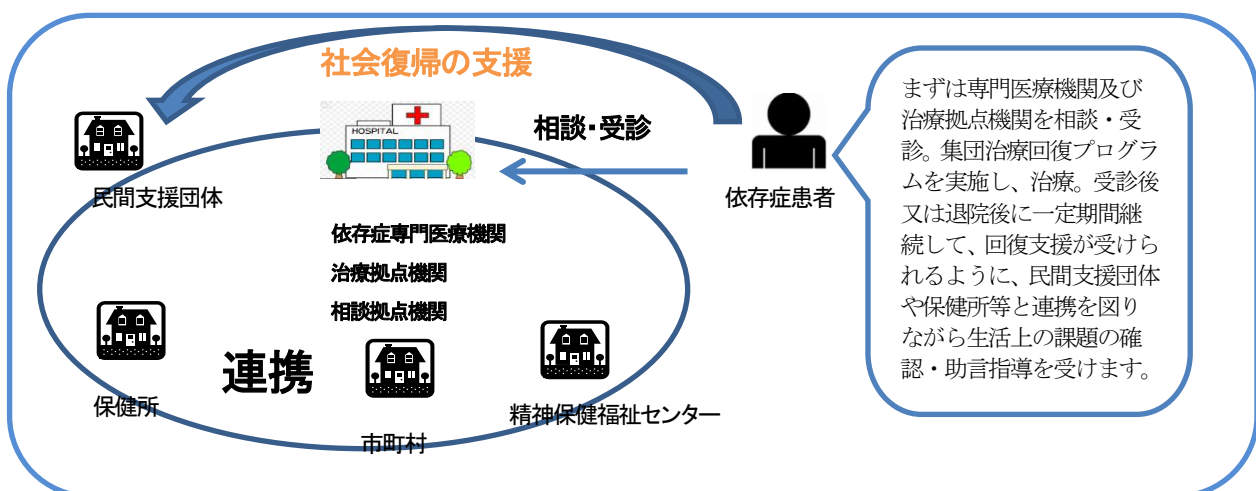 社会復帰の支援
HOSPITAL
相談・受診
民間支援団体
依存症患者
依存症専門医療機関
治療拠点機関
相談拠点機関
連携
保健所
市町村
精神保健福祉センター
まずは専門医療機関及び
治療拠点機関を相談・受
診。集団治療回復プログラ
ムを実施し、治療。受診後
又は退院後に一定期間継
続して、回復支援が受けら
れるように、民間支援団体
や保健所等と連携を図り
ながら生活上の課題の確
認・助言指導を受けます。